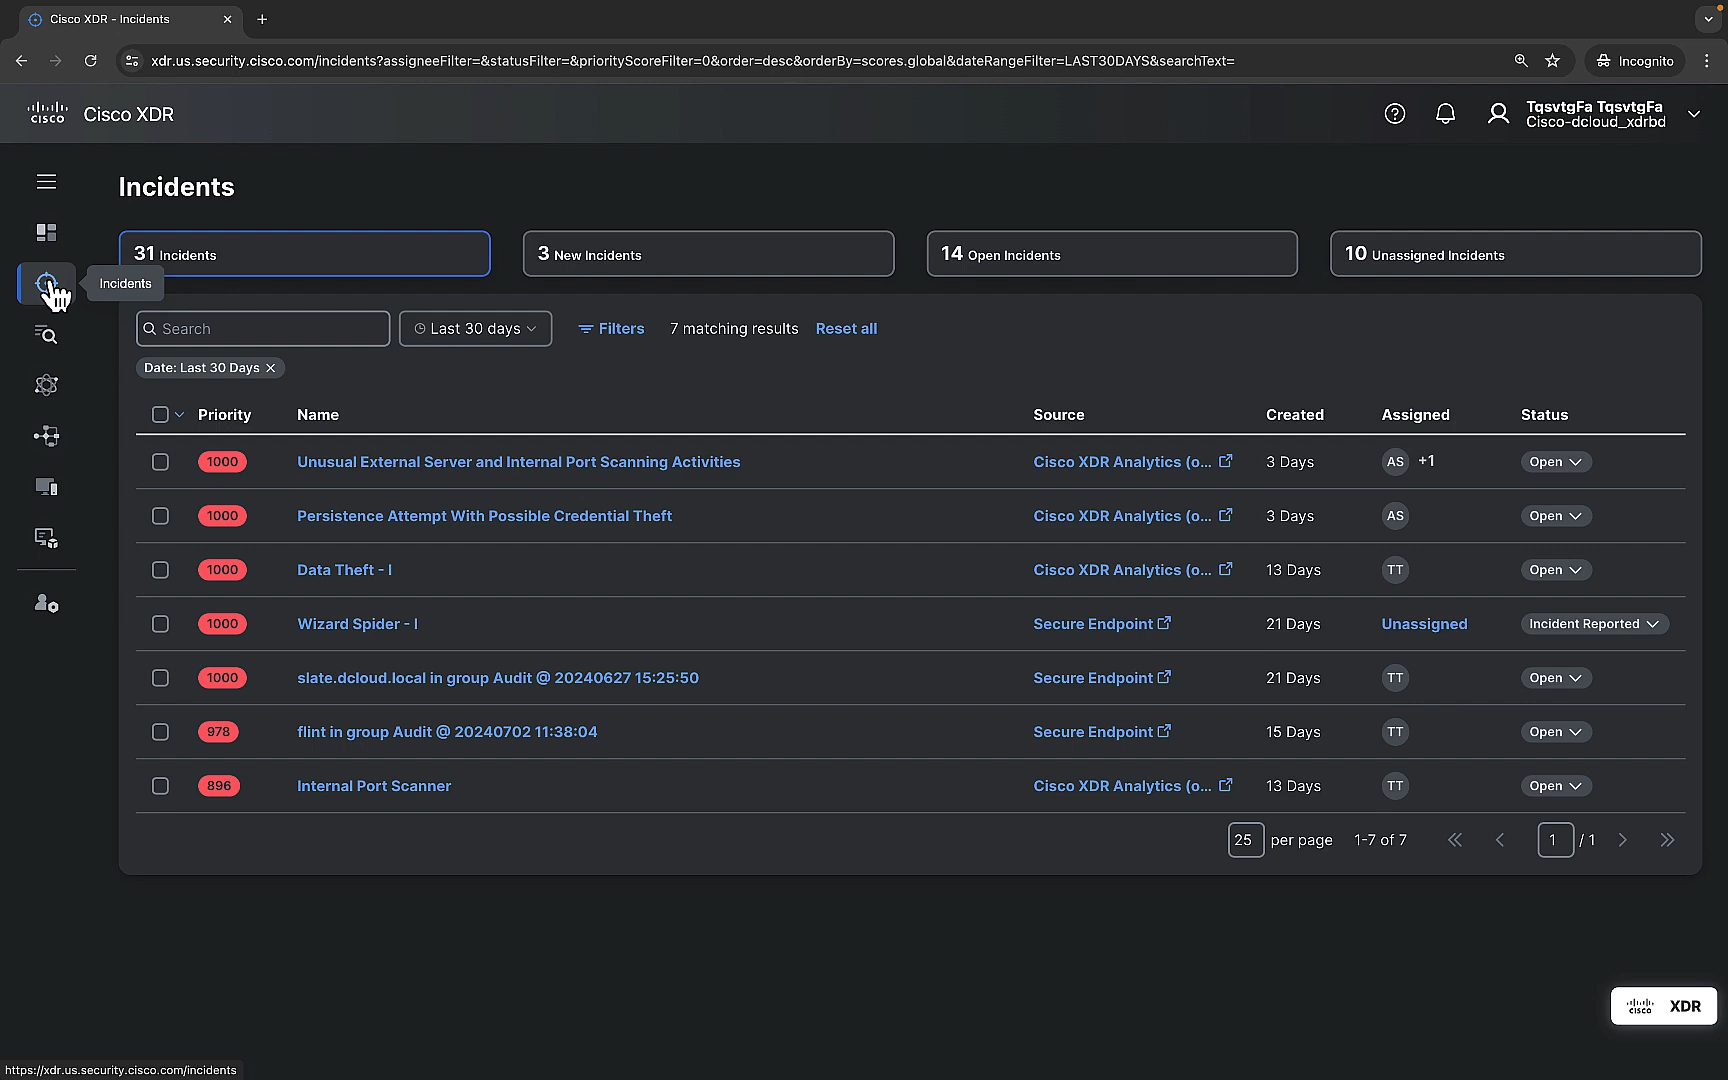 Cisco XDR - Incidents
xdr.us.security.cisco.com/incidents?assigneeFilter=&statusFilter=&priorityScoreFilter=0&order=desc&orderBy=scores.global&dateRangeFilter=LAST30DAYS&searchText=
Incognito
cisco
Cisco XDR
TqsvtgFa TqsvtgFa
Cisco-dcloud_xdrbd
Incidents
31 Incidents
3 New Incidents
14 Open Incidents
10 Unassigned Incidents
Incidents
Search
Last 30 days
Filters
7 matching results
Reset all
Date: Last 30 Days
Priority Name Source Created Assigned Status
1000 Unusual External Server and Internal Port Scanning Activities Cisco XDR Analytics (o... 3 Days AS +1 Open
1000 Persistence Attempt With Possible Credential Theft Cisco XDR Analytics (o... 3 Days AS Open
1000 Data Theft - I Cisco XDR Analytics (o... 13 Days TT Open
1000 Wizard Spider - I Secure Endpoint 21 Days Unassigned Incident Reported
1000 slate.dcloud.local in group Audit @ 20240627 15:25:50 Secure Endpoint 21 Days TT Open
978 flint in group Audit @ 20240702 11:38:04 Secure Endpoint 15 Days TT Open
896 Internal Port Scanner Cisco XDR Analytics (o... 13 Days TT Open
25 per page 1-7 of 7 1 / 1
cisco XDR
https://xdr.us.security.cisco.com/incidents